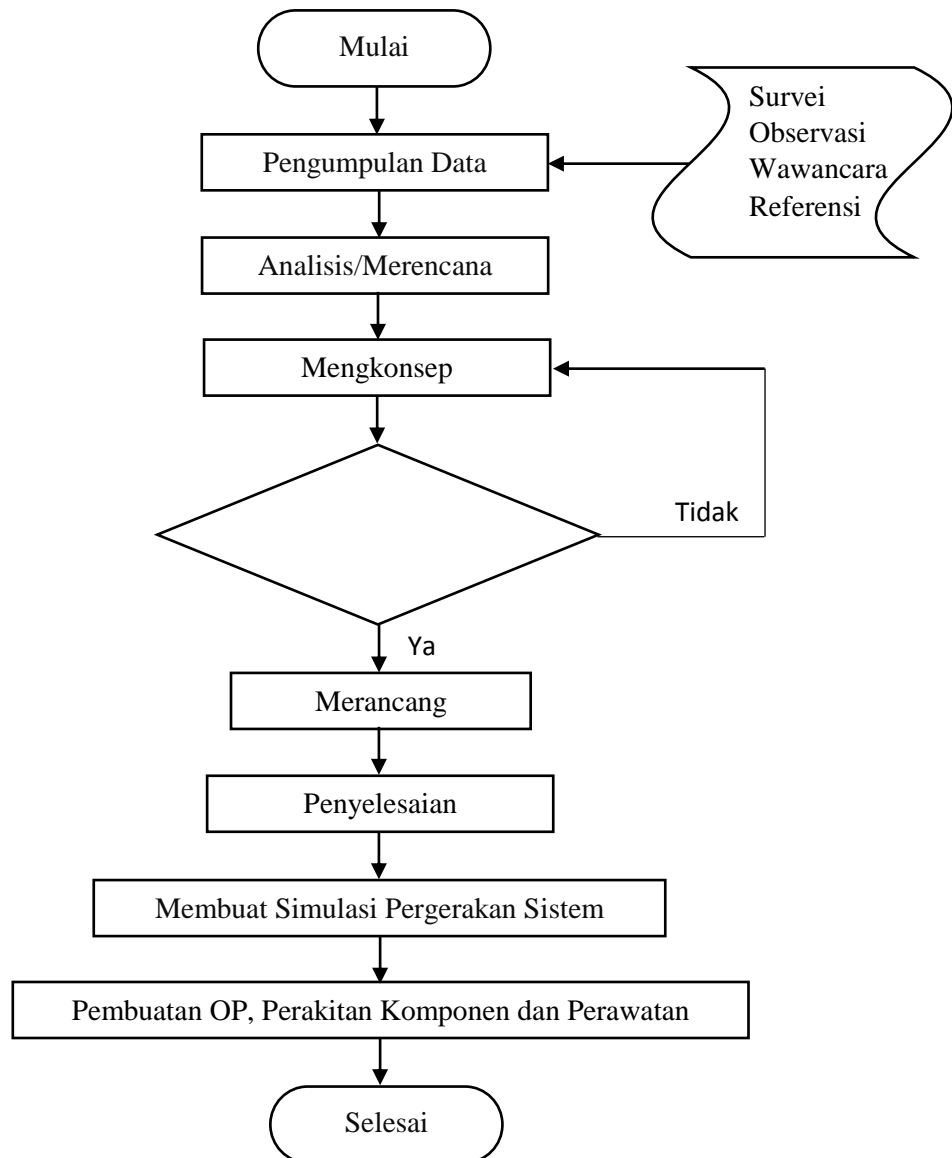 Mulai
Survei
Observasi
Wawancara
Referensi
Pengumpulan Data
Analisis/Merencana
Mengkonsep
Tidak
Ya
Merancang
Penyelesaian
Membuat Simulasi Pergerakan Sistem
Pembuatan OP, Perakitan Komponen dan Perawatan
Selesai